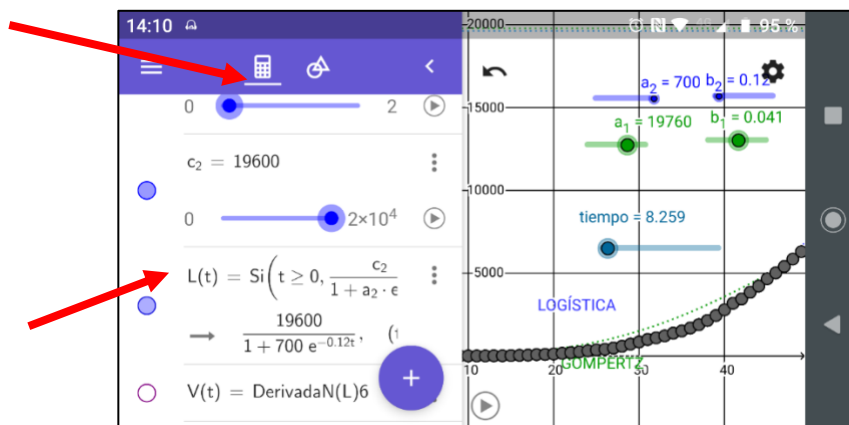 14:10
95 %
0
2
c₂ = 19600
0
2×10⁴
L(t) = Si(t ≥ 0, c₂ / 1 + a₂ · e
→ 19600 / 1 + 700 e^−0.12t,
+
V(t) = DerivadaN(L)6
20000
a₂ = 700
b₂ = 0.12
15000
a₁ = 19760
b₁ = 0.041
10000
tiempo = 8.259
5000
LOGÍSTICA
GOMPERTZ
10
20
30
40